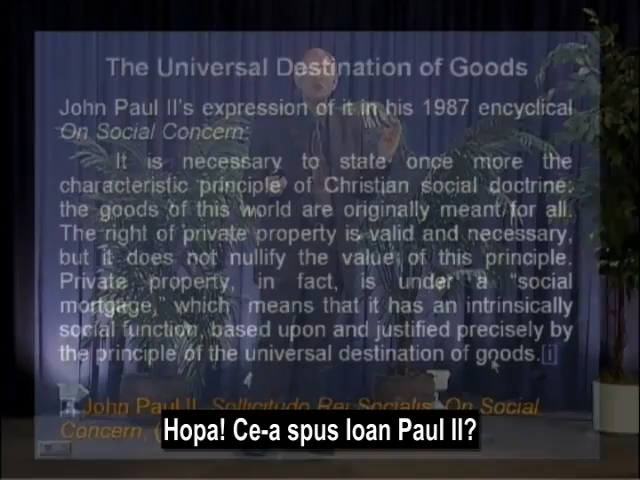 The Universal Destination of Goods
John Paul II's expression of it in his 1987 encyclical
On Social Concern:
It is necessary to state once more the
characteristic principle of Christian social doctrine:
the goods of this world are originally meant for all.
The right of private property is valid and necessary,
but it does not nullify the value of this principle.
Private property, in fact, is under a "social
mortgage," which means that it has an intrinsically
social function, based upon and justified precisely by
the principle of the universal destination of goods.[i]
John Paul II, Sollicitudo Rei Socialis, On Social
Concern, (
Hopa! Ce-a spus Ioan Paul II?